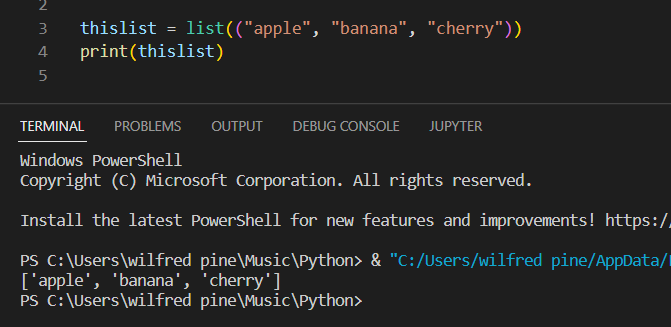 2
3 thislist = list(("apple", "banana", "cherry"))
4 print(thislist)
5
TERMINAL PROBLEMS OUTPUT DEBUG CONSOLE JUPYTER
Windows PowerShell
Copyright (C) Microsoft Corporation. All rights reserved.
Install the latest PowerShell for new features and improvements! https:/
PS C:\Users\wilfred pine\Music\Python> & "C:/Users/wilfred pine/AppData/
['apple', 'banana', 'cherry']
PS C:\Users\wilfred pine\Music\Python>